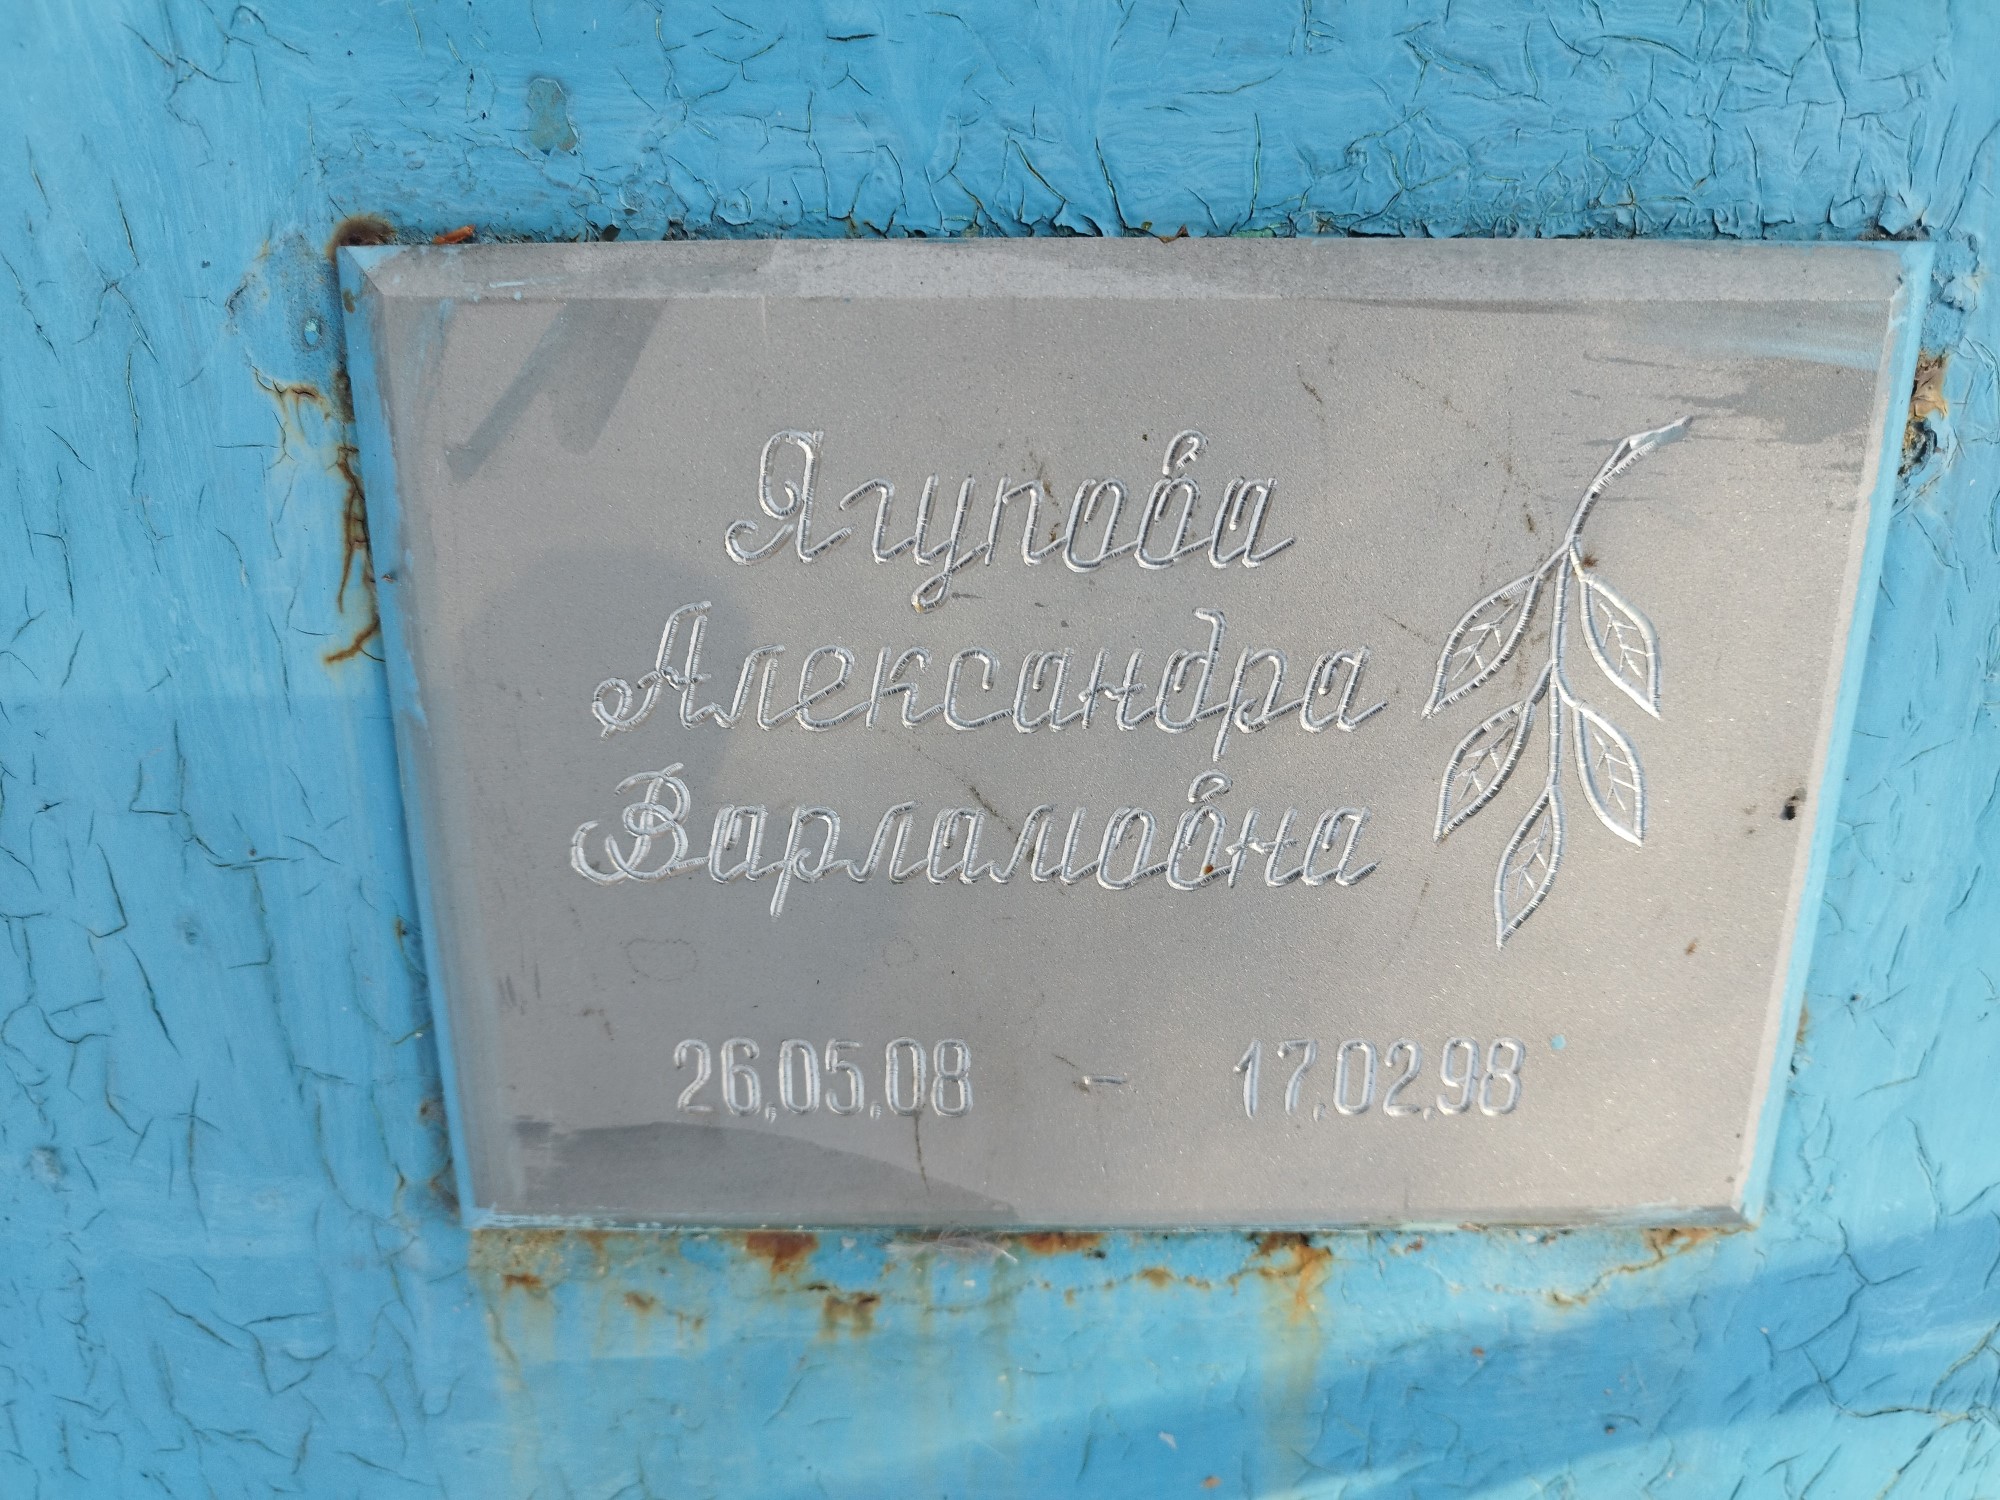 Ягупова
Александра
Варламовна
26,05,08 - 17,02,98